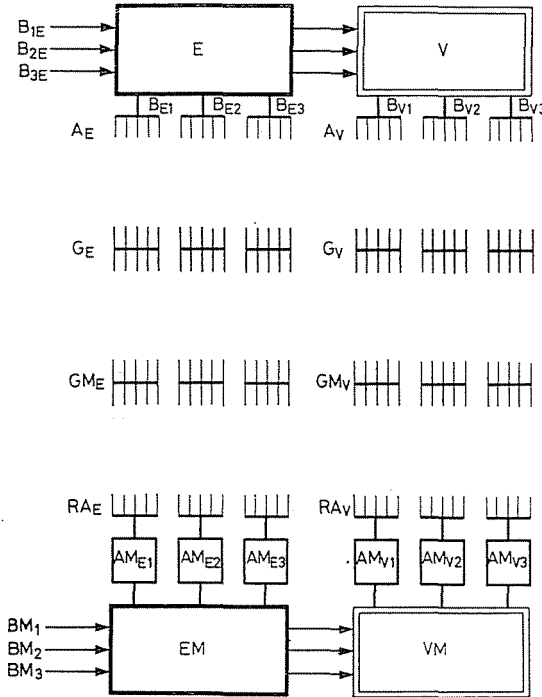 B1E
B2E
B3E
E
V
BE1 BE2 BE3
BV1 BV2 BV3
AE
AV
GE
GV
GME
GMV
RAE
RAV
AME1 AME2 AME3
AMV1 AMV2 AMV3
BM1
BM2
BM3
EM
VM